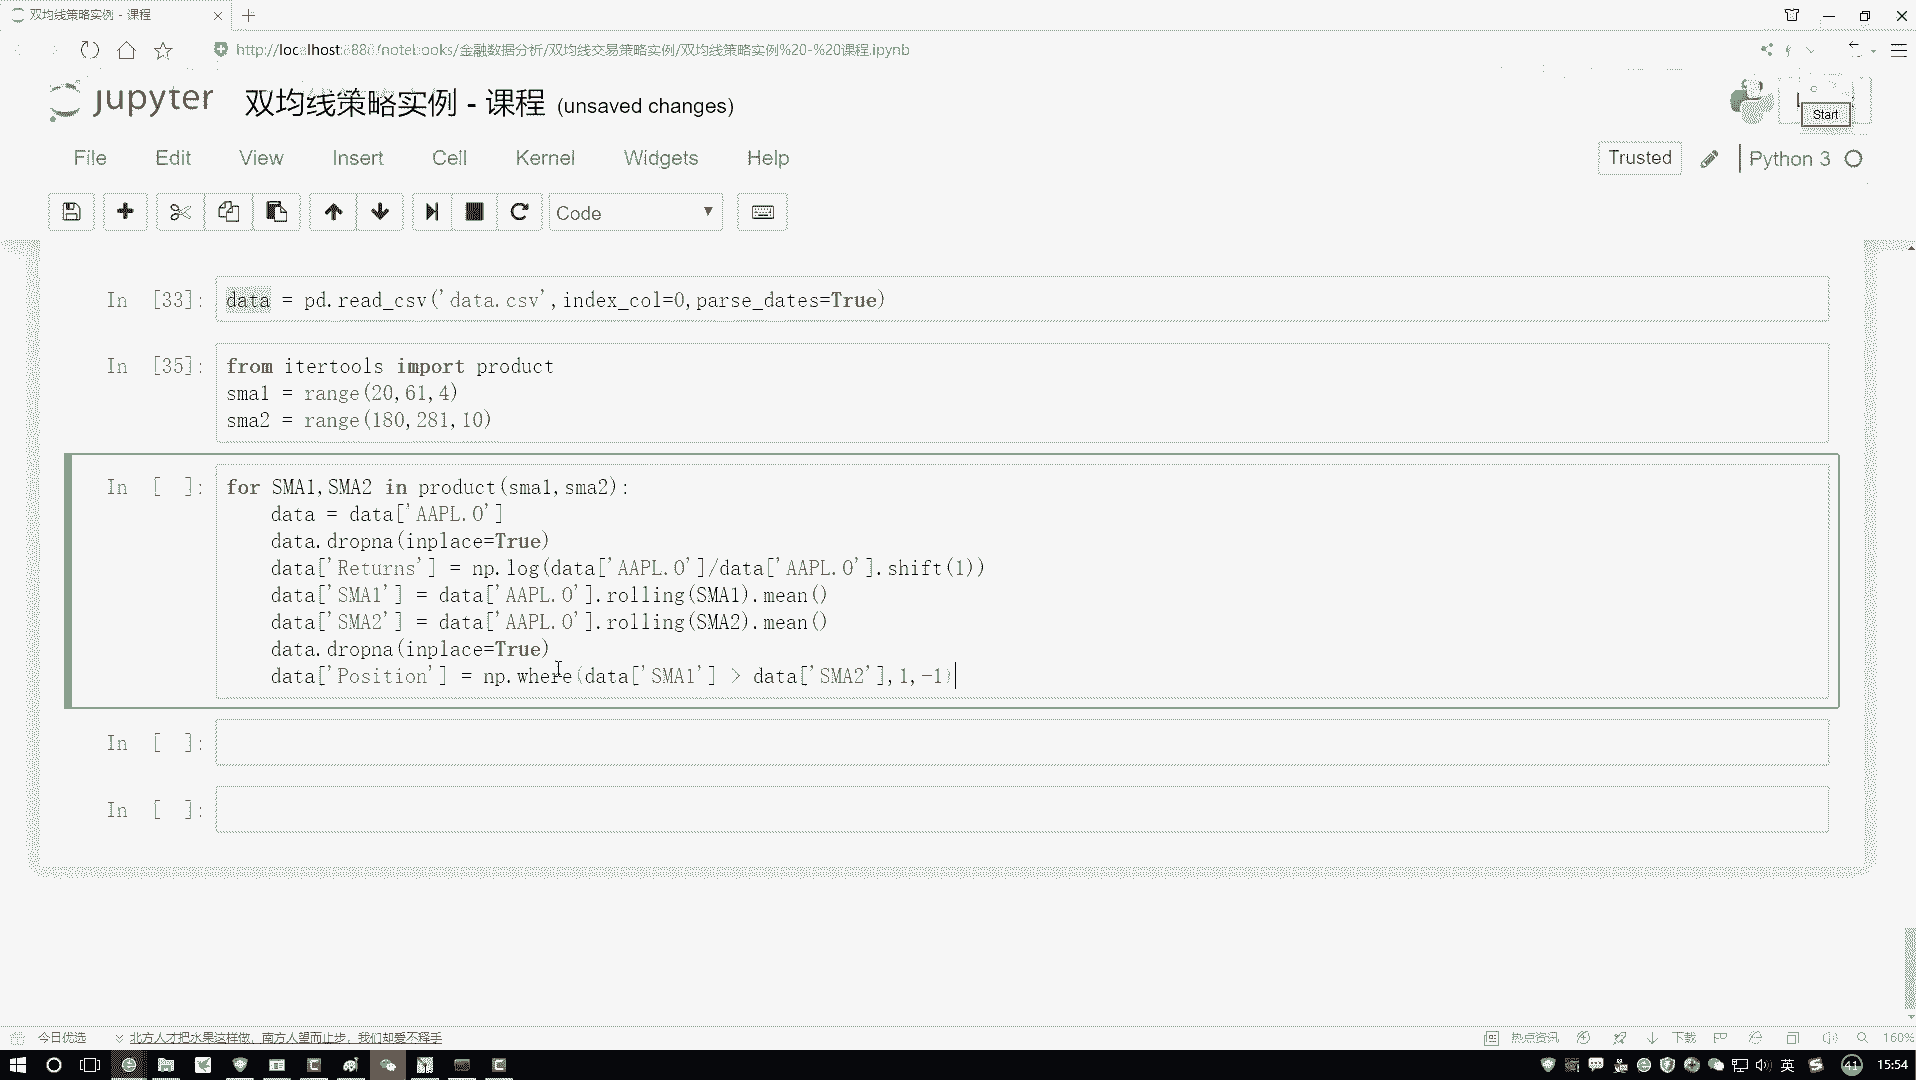 双均线策略实例 - 课程
http://localhost:888/notebooks/金融数据分析/双均线交易策略实例/双均线策略实例%20-%20课程.ipynb
jupyter 双均线策略实例 - 课程 (unsaved changes)
Start
File Edit View Insert Cell Kernel Widgets Help
Trusted Python 3
Code
In [33]: data = pd.read_csv('data.csv',index_col=0,parse_dates=True)
In [35]: from itertools import product
sma1 = range(20,61,4)
sma2 = range(180,281,10)
In [ ]: for SMA1,SMA2 in product(sma1,sma2):
data = data['AAPL.O']
data.dropna(inplace=True)
data['Returns'] = np.log(data['AAPL.O']/data['AAPL.O'].shift(1))
data['SMA1'] = data['AAPL.O'].rolling(SMA1).mean()
data['SMA2'] = data['AAPL.O'].rolling(SMA2).mean()
data.dropna(inplace=True)
data['Position'] = np.where(data['SMA1'] > data['SMA2'],1,-1)
In [ ]:
In [ ]:
今日优选 北方人才把水果这样做，南方人望而止步，我们却爱不释手 热点资讯 下载 160%
英 41 15:54